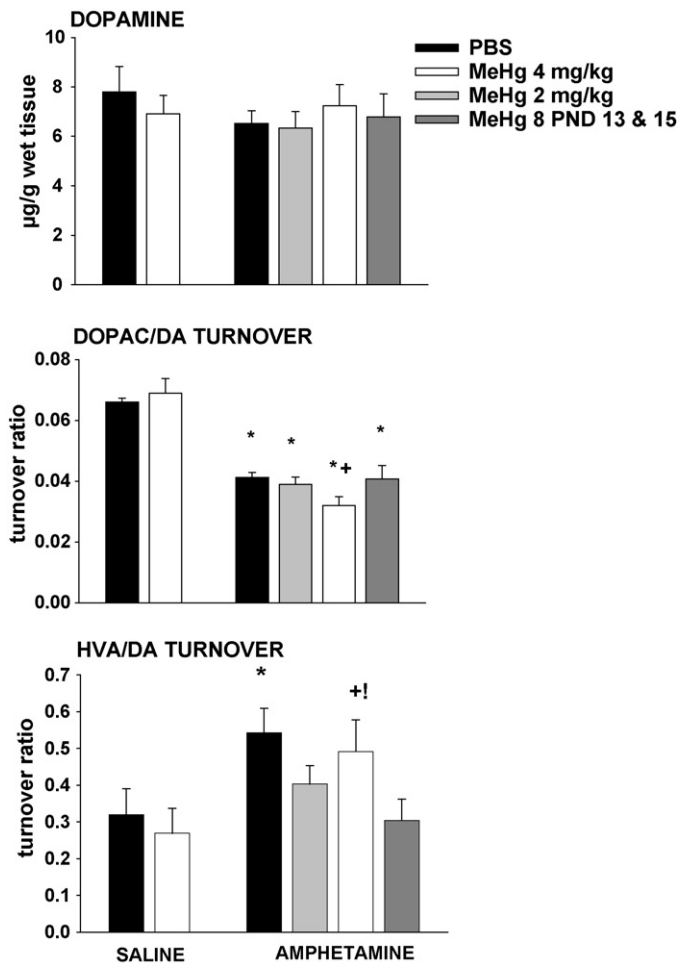 DOPAMINE
10
8
6
4
2
0
µg/g wet tissue
PBS
MeHg 4 mg/kg
MeHg 2 mg/kg
MeHg 8 PND 13 & 15
DOPAC/DA TURNOVER
0.08
0.06
0.04
0.02
0.00
turnover ratio
* * *+ *
HVA/DA TURNOVER
0.7
0.6
0.5
0.4
0.3
0.2
0.1
0.0
turnover ratio
* +!
SALINE AMPHETAMINE